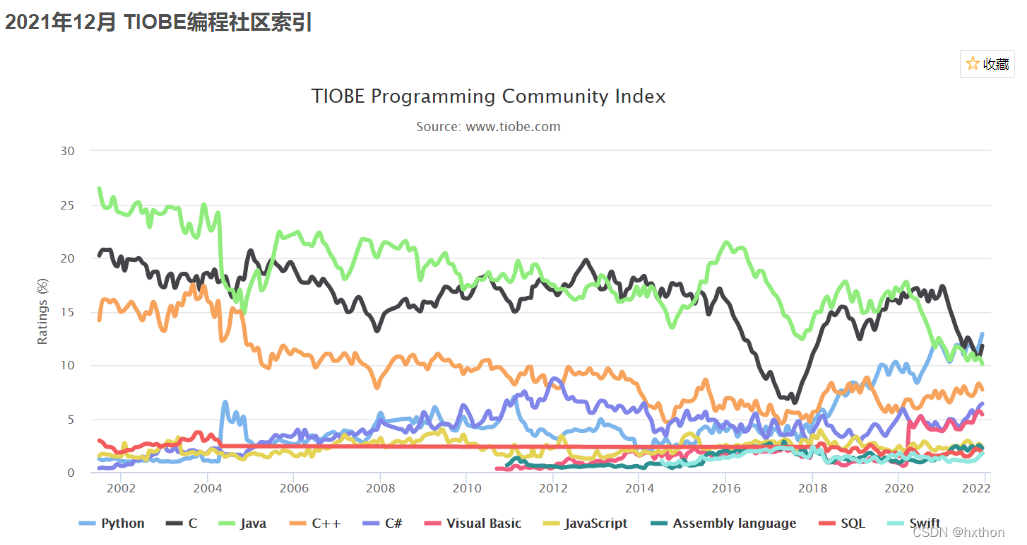 2021年12月 TIOBE编程社区索引
收藏
TIOBE Programming Community Index
Source: www.tiobe.com
30
25
20
15
10
5
0
Ratings (%)
2002 2004 2006 2008 2010 2012 2014 2016 2018 2020 2022
Python C Java C++ C# Visual Basic JavaScript Assembly language SQL Swift
CSDN @hxthon